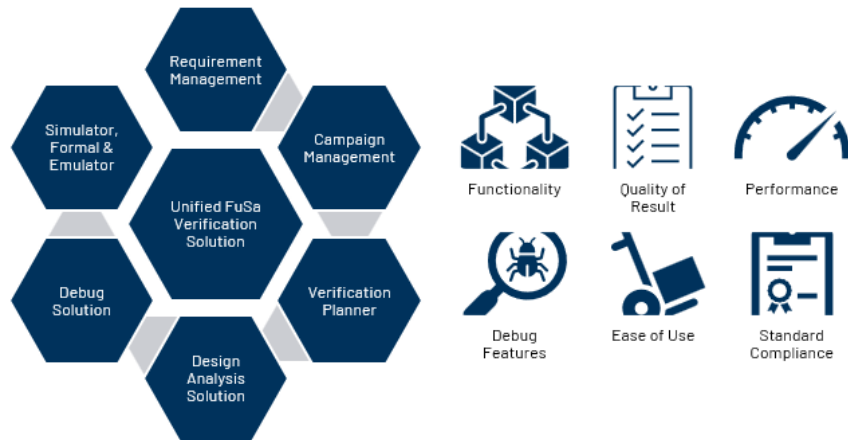 Requirement
Management
Simulator,
Formal &
Emulator
Campaign
Management
Unified FuSa
Verification
Solution
Debug
Solution
Verification
Planner
Design
Analysis
Solution
Functionality
Quality of
Result
Performance
Debug
Features
Ease of Use
Standard
Compliance